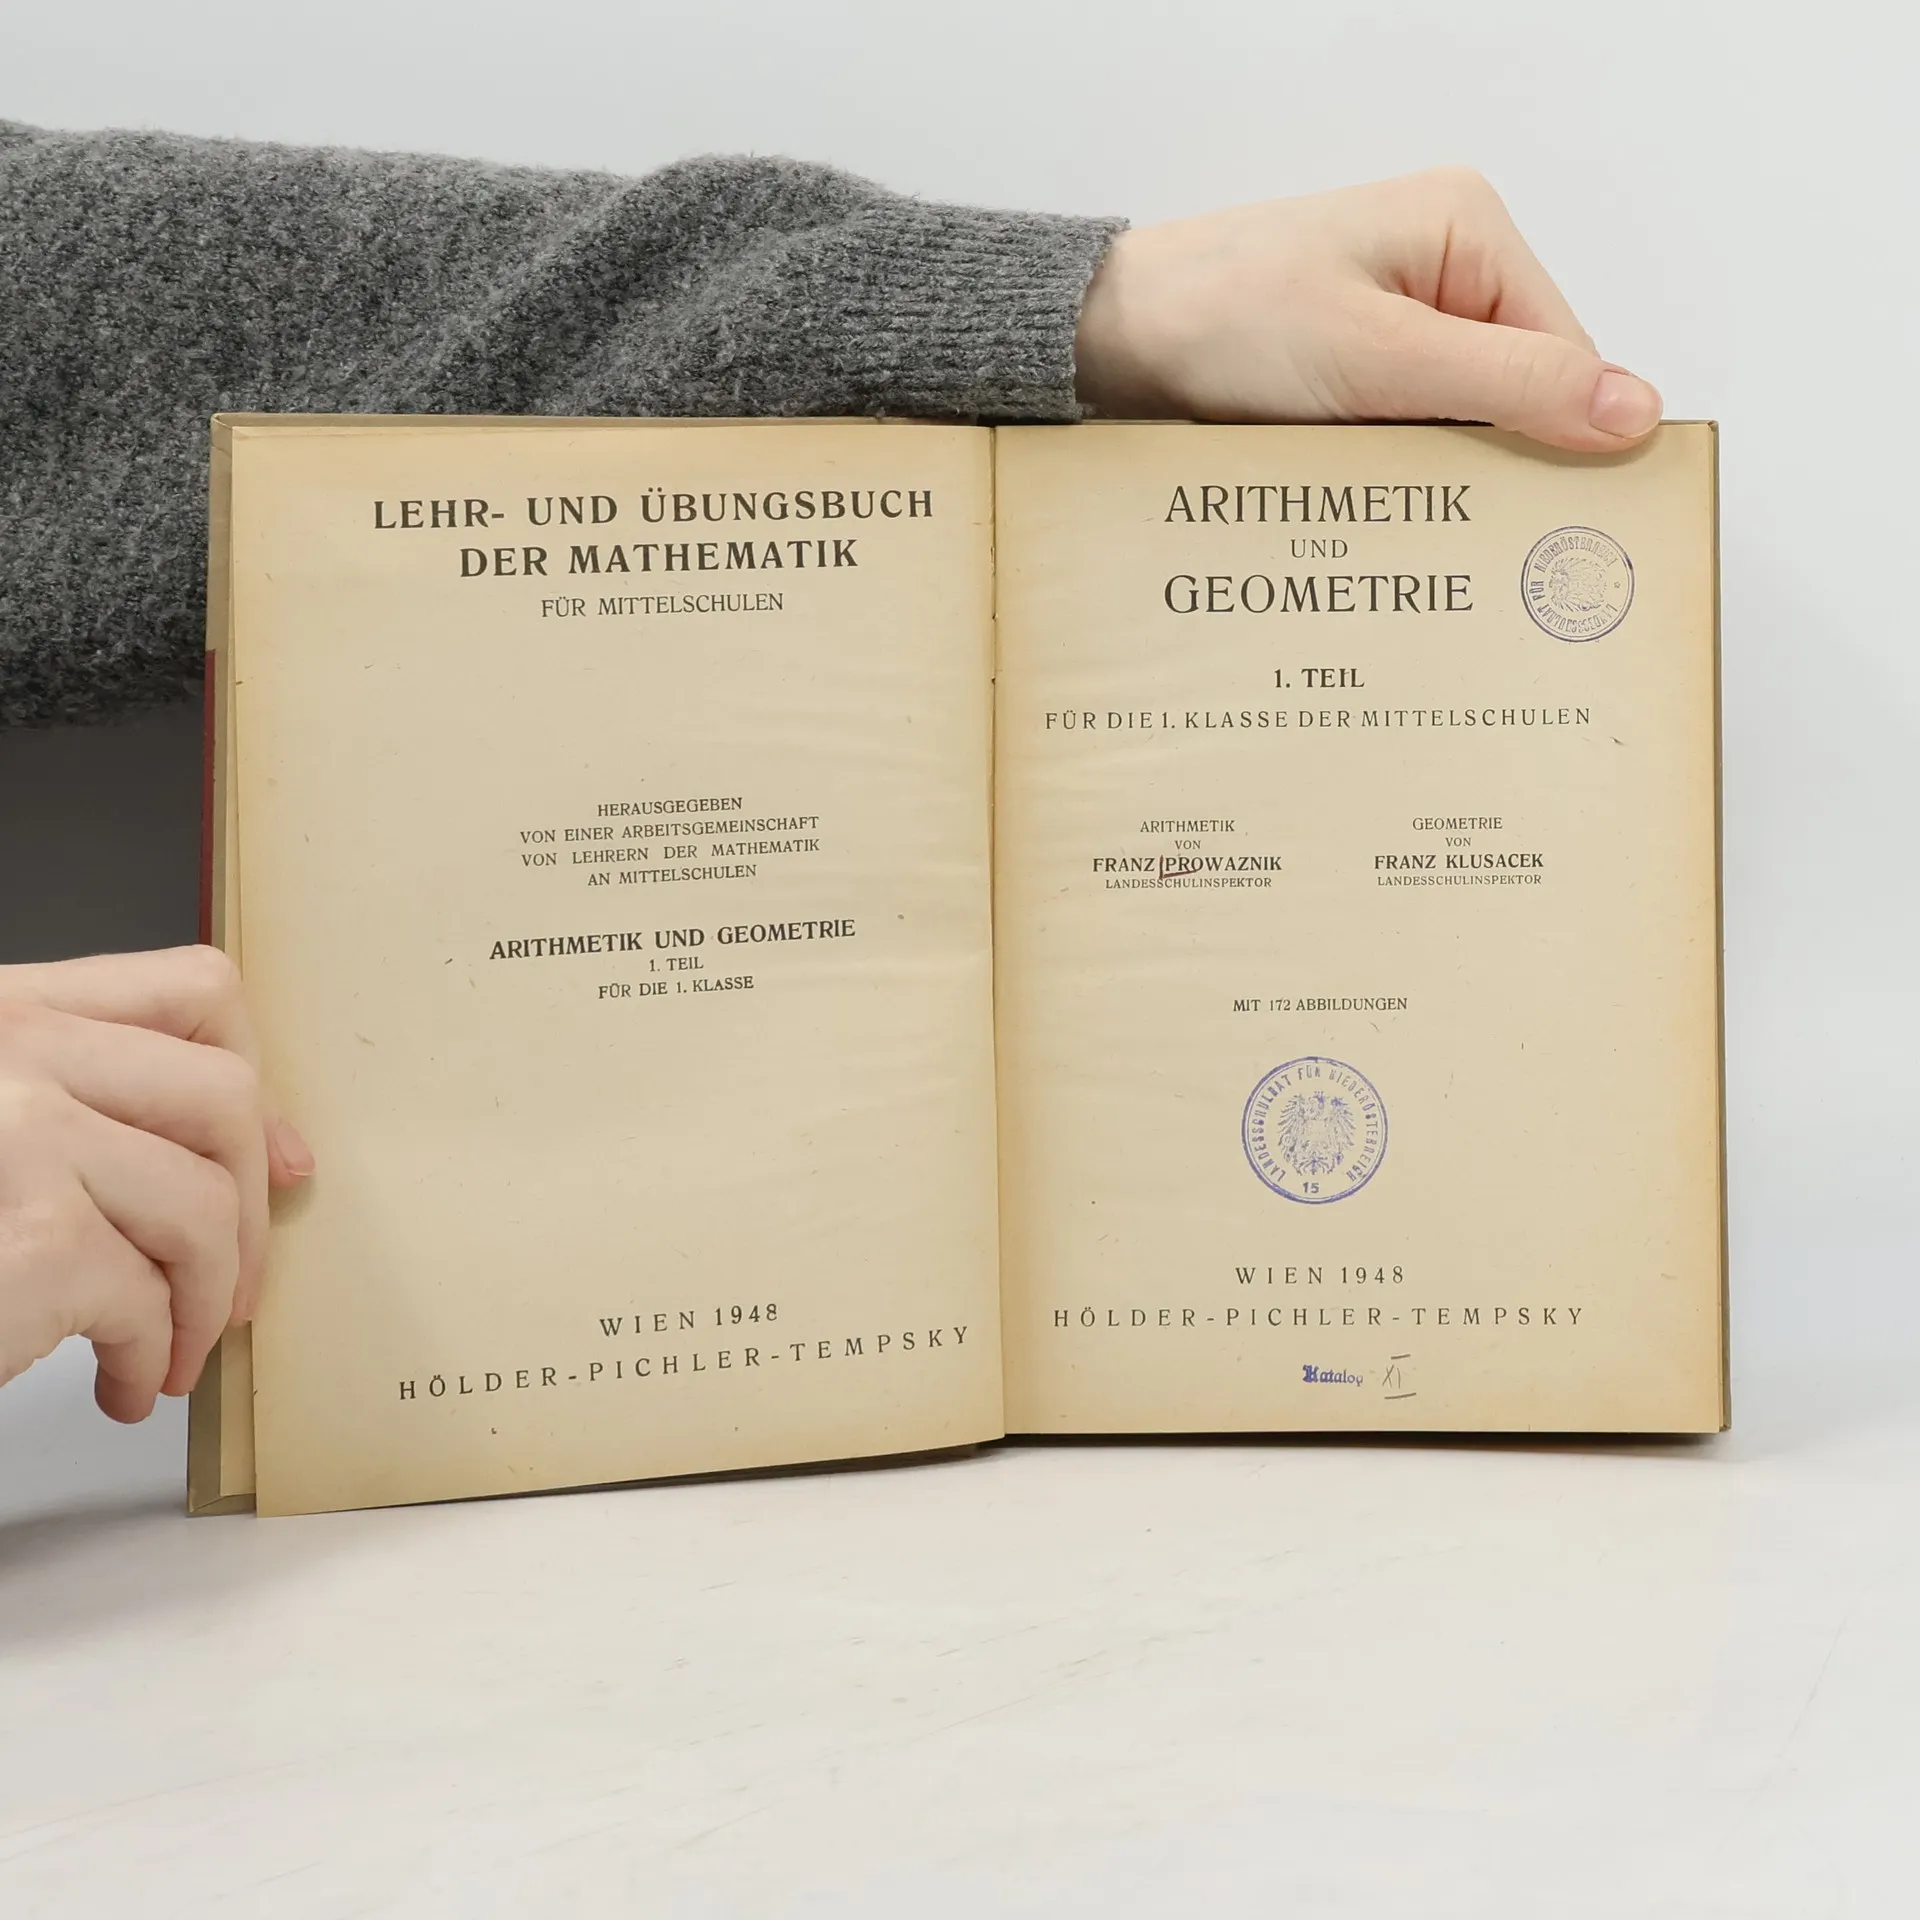 LEHR- UND ÜBUNGSBUCH
DER MATHEMATIK
FÜR MITTELSCHULEN
HERAUSGEGEBEN
VON EINER ARBEITSGEMEINSCHAFT
VON LEHRERN DER MATHEMATIK
AN MITTELSCHULEN
ARITHMETIK UND GEOMETRIE
1. TEIL
FÜR DIE 1. KLASSE
WIEN 1948
HÖLDER-PICHLER-TEMPSKY
ARITHMETIK
UND
GEOMETRIE
LANDESSCHULRAT FÜR NIEDERÖSTERREICH
1. TEIL
FÜR DIE 1. KLASSE DER MITTELSCHULEN
ARITHMETIK
VON
FRANZ PROWAZNIK
LANDESSCHULINSPEKTOR
GEOMETRIE
VON
FRANZ KLUSACEK
LANDESSCHULINSPEKTOR
MIT 172 ABBILDUNGEN
LANDESSCHULRAT FÜR NIEDERÖSTERREICH
15
WIEN 1948
HÖLDER-PICHLER-TEMPSKY
Katalog XI